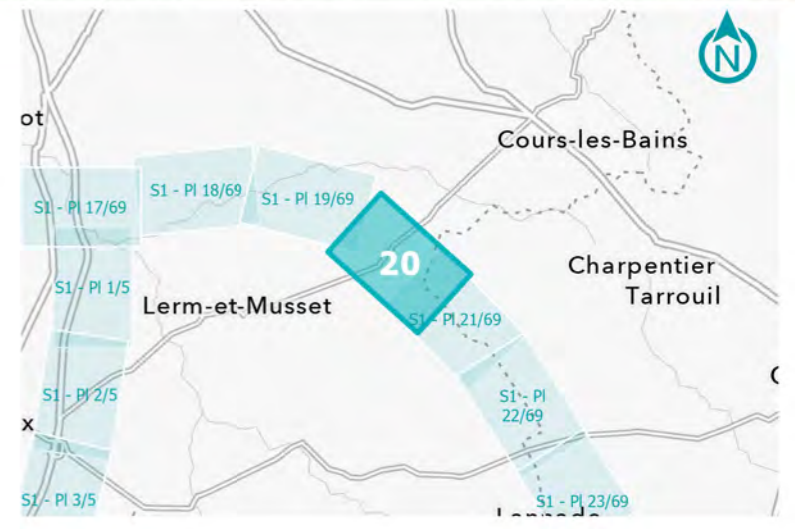 N
ot
Cours-les-Bains
S1 - Pl 18/69
S1 - Pl 19/69
S1 - Pl 17/69
20
Charpentier
Tarrouil
S1 - Pl 1/5
Lerm-et-Musset
S1 - Pl 21/69
S1 - Pl 2/5
S1 - Pl
22/69
x
S1 - Pl 3/5
S1 - Pl 23/69